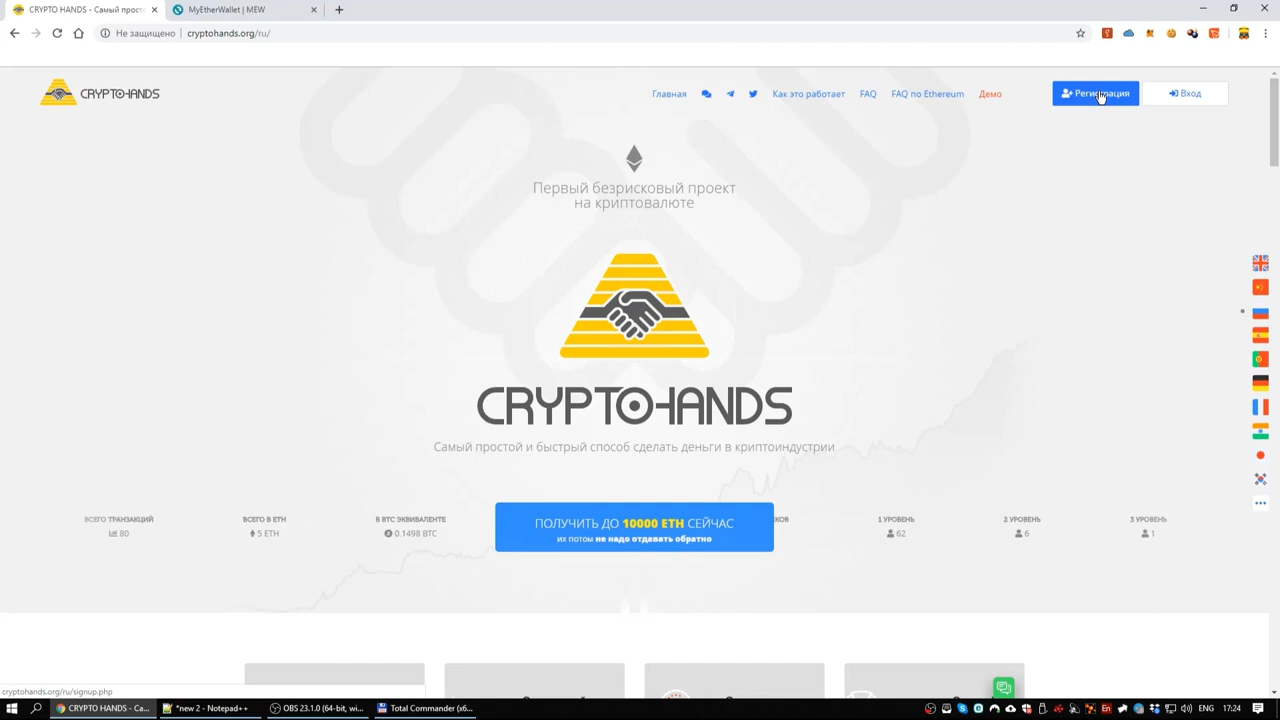 CRYPTO HANDS - Самый прост
MyEtherWallet | MEW
Не защищено
cryptohands.org/ru/
CRYPTOHANDS
Главная
Как это работает
FAQ
FAQ по Ethereum
Демо
Регистрация
Вход
Первый безрисковый проект
на криптовалюте
CRYPTOHANDS
Самый простой и быстрый способ сделать деньги в криптоиндустрии
ВСЕГО ТРАНЗАКЦИЙ
80
ВСЕГО В ETH
5 ETH
В BTC ЭКВИВАЛЕНТЕ
0.1498 BTC
ПОЛУЧИТЬ ДО 10000 ETH СЕЙЧАС
их потом не надо отдавать обратно
1 УРОВЕНЬ
62
2 УРОВЕНЬ
6
3 УРОВЕНЬ
1
cryptohands.org/ru/signup.php
CRYPTO HANDS - Са...
*new 2 - Notepad++
OBS 23.1.0 (64-bit, wi...
Total Commander (x6...
ENG
17:24